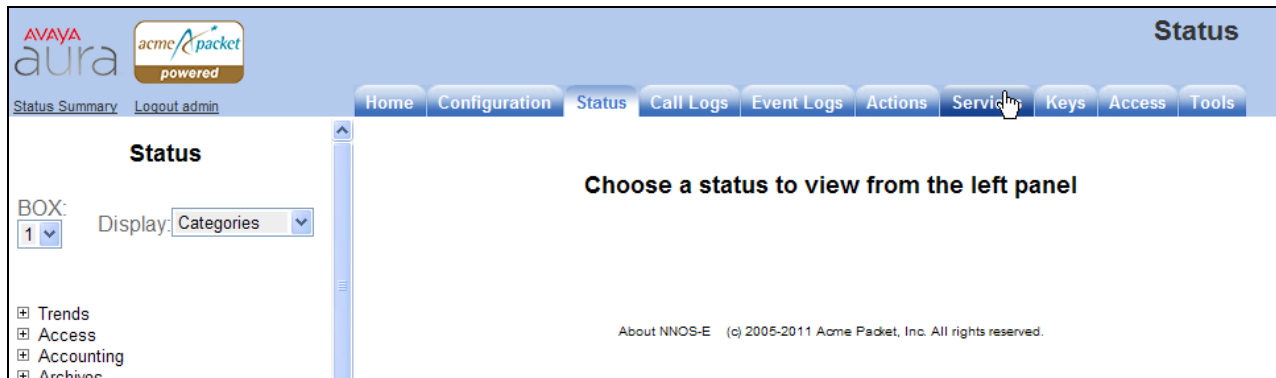 AVAYA
aura
acme packet
powered
Status
Status Summary Logout admin
Home Configuration Status Call Logs Event Logs Actions Services Keys Access Tools
Status
BOX:
1
Display: Categories
Trends
Access
Accounting
Archives
Choose a status to view from the left panel
About NNOS-E (c) 2005-2011 Acme Packet, Inc. All rights reserved.